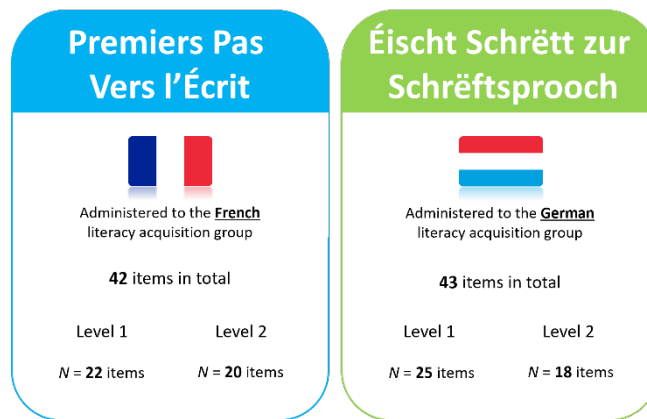 Premiers Pas
Vers l'Écrit
Administered to the French
literacy acquisition group
42 items in total
Level 1 Level 2
N = 22 items N = 20 items
Éischt Schrëtt zur
Schrëftsprooch
Administered to the German
literacy acquisition group
43 items in total
Level 1 Level 2
N = 25 items N = 18 items